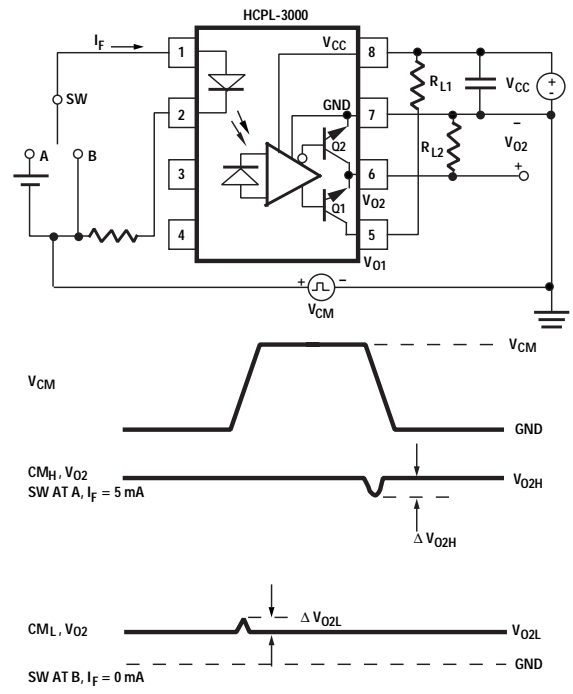 HCPL-3000
I_F
1
V_CC
8
R_L1
V_CC
+
-
SW
2
GND
7
−
A
B
Q2
R_L2
V_O2
3
6
+
V_O2
4
Q1
5
V_O1
+
−
V_CM
V_CM
V_CM
GND
CM_H, V_O2
SW AT A, I_F = 5 mA
V_O2H
Δ V_O2H
CM_L, V_O2
Δ V_O2L
V_O2L
GND
SW AT B, I_F = 0 mA